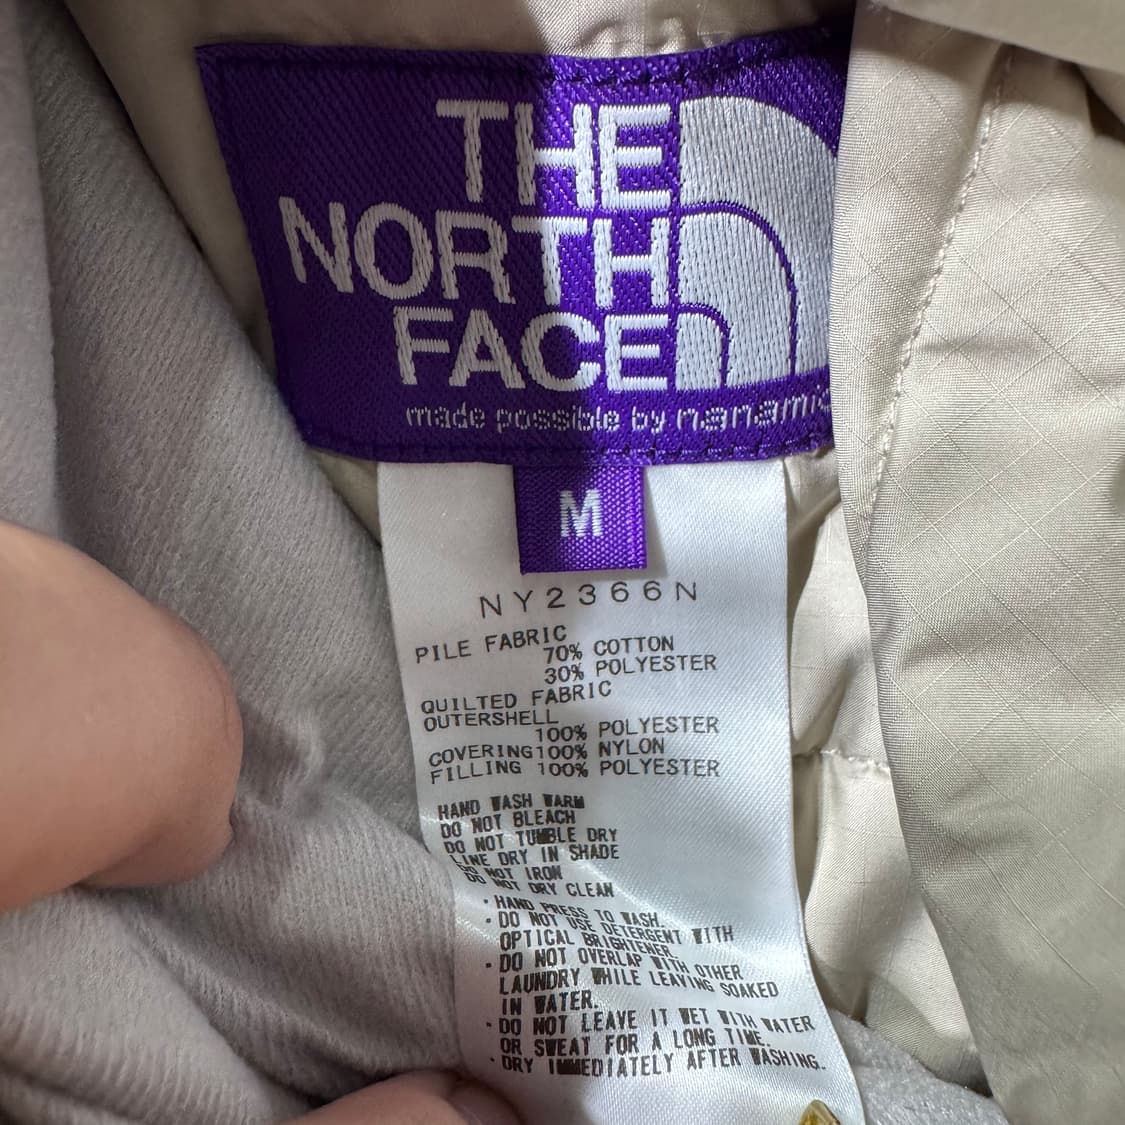 THE
NORTH
FACE
made possible by nanamic
M
NY2366N
PILE FABRIC
70% COTTON
30% POLYESTER
QUILTED FABRIC
OUTERSHELL
100% POLYESTER
COVERING 100% NYLON
FILLING 100% POLYESTER
HAND WASH WARM
DO NOT BLEACH
DO NOT TUMBLE DRY
LINE DRY IN SHADE
DO NOT IRON
DO NOT DRY CLEAN
・HAND PRESS TO WASH.
・DO NOT USE DETERGENT WITH
OPTICAL BRIGHTENER.
・DO NOT OVERLAP WITH OTHER
LAUNDRY WHILE LEAVING SOAKED
IN WATER.
・DO NOT LEAVE IT WET WITH WATER
OR SWEAT FOR A LONG TIME.
・DRY IMMEDIATELY AFTER WASHING.